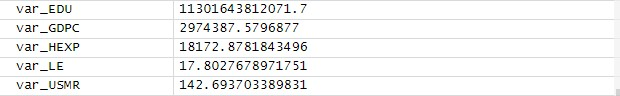 var_EDU 11301643812071.7
var_GDPC 2974387.5796877
var_HEXP 18172.8781843496
var_LE 17.8027678971751
var_USMR 142.693703389831